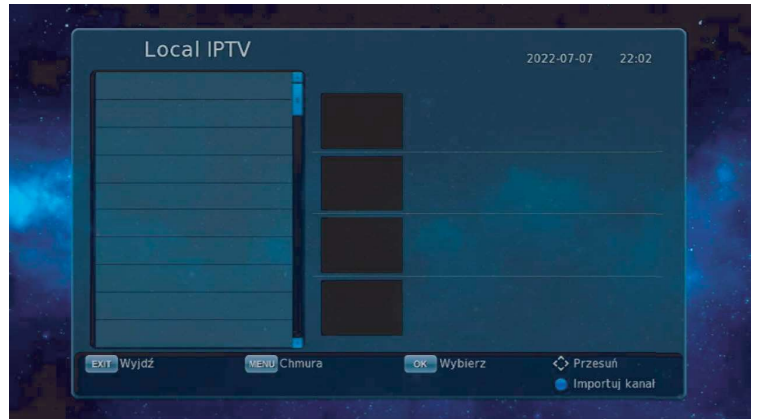 Local IPTV
2022-07-07 22:02
EXIT Wyjdź MENU Chmura OK Wybierz Przesuń
Importuj kanał